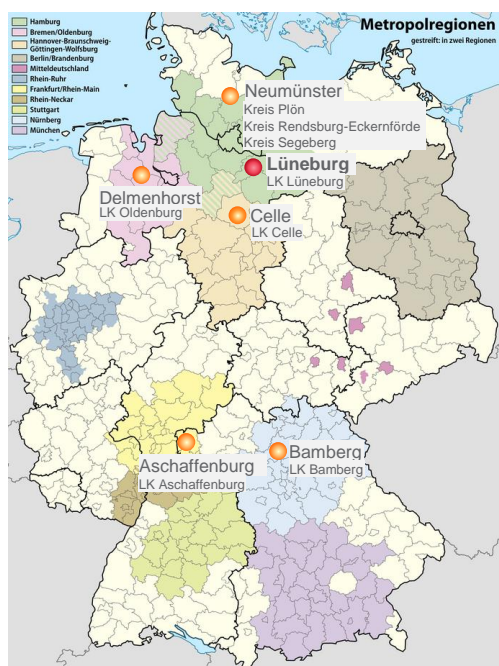 Hamburg
Bremen/Oldenburg
Hannover-Braunschweig-
Göttingen-Wolfsburg
Berlin/Brandenburg
Mitteldeutschland
Rhein-Ruhr
Frankfurt/Rhein-Main
Rhein-Neckar
Stuttgart
Nürnberg
München
Metropolregionen
gestreift: in zwei Regionen
Neumünster
Kreis Plön
Kreis Rendsburg-Eckernförde
Kreis Segeberg
Lüneburg
LK Lüneburg
Delmenhorst
LK Oldenburg
Celle
LK Celle
Aschaffenburg
LK Aschaffenburg
Bamberg
LK Bamberg